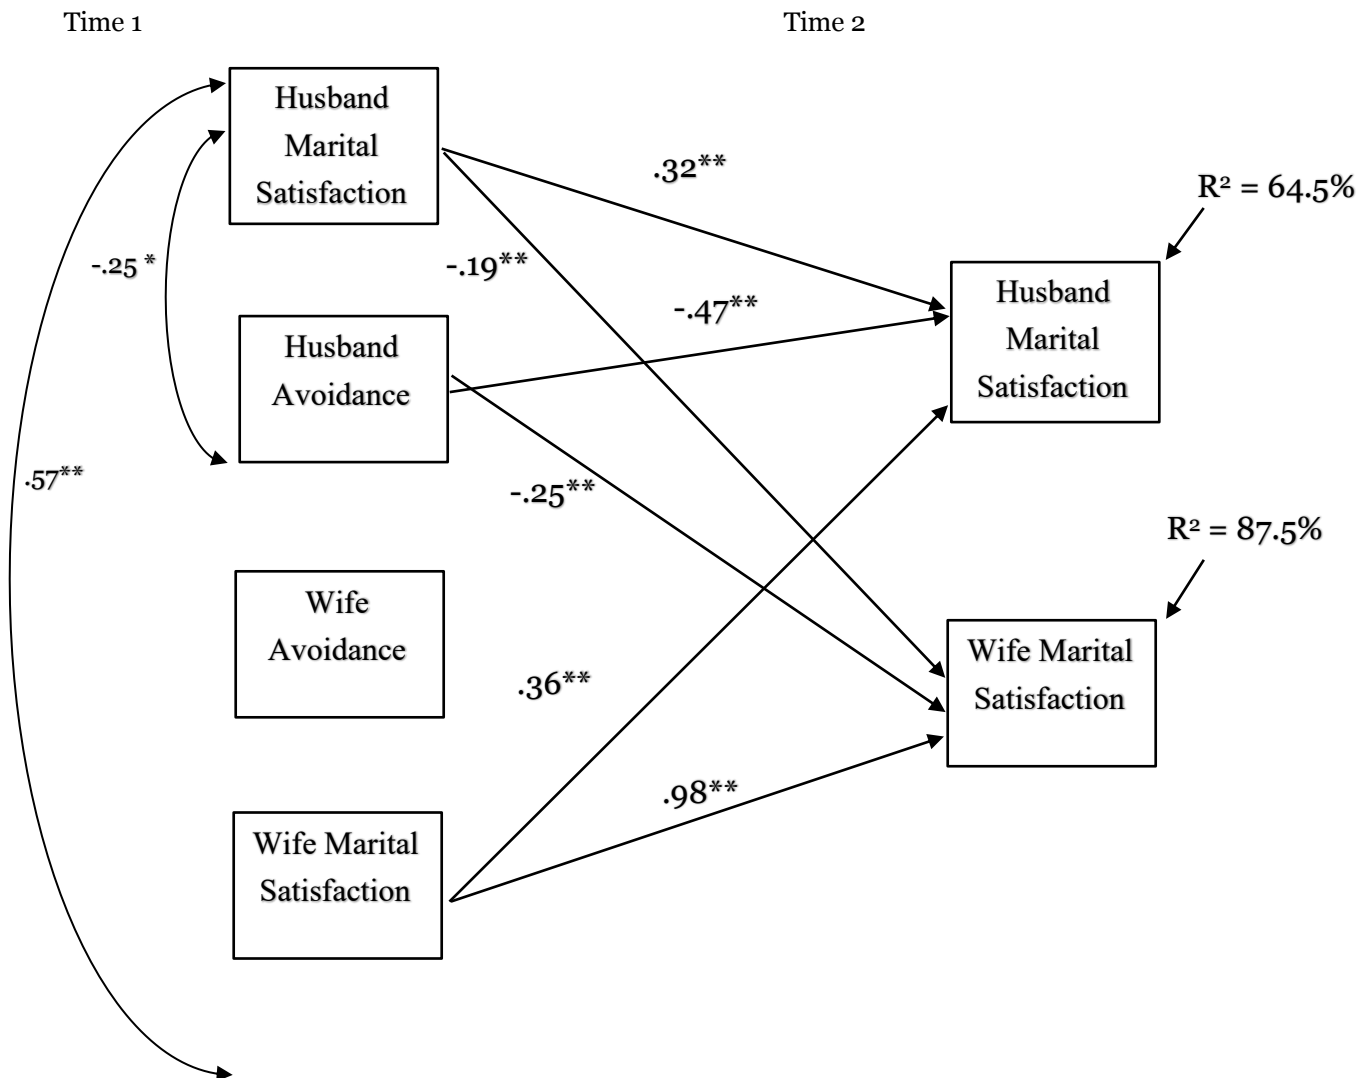 Time 1
Time 2
Husband
Marital
Satisfaction
.32**
R² = 64.5%
-.25 *
-.19**
Husband
Marital
Satisfaction
-.47**
Husband
Avoidance
.57**
-.25**
R² = 87.5%
Wife
Avoidance
.36**
Wife Marital
Satisfaction
.98**
Wife Marital
Satisfaction